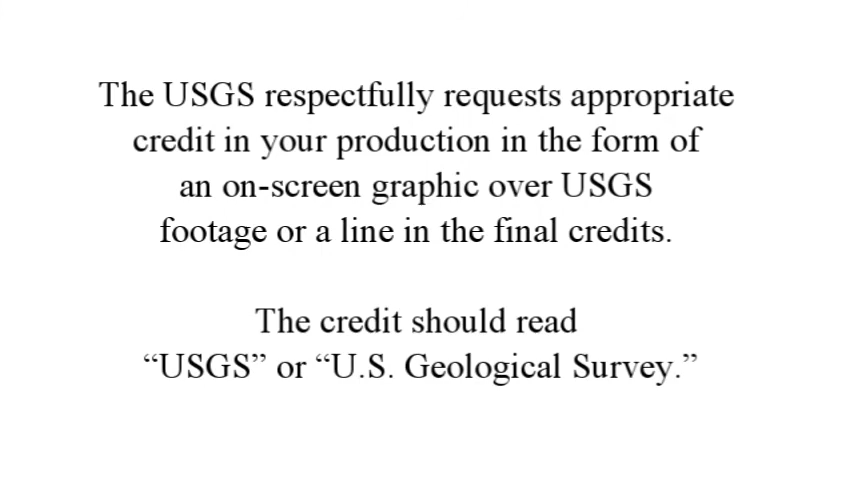 The USGS respectfully requests appropriate
credit in your production in the form of
an on-screen graphic over USGS
footage or a line in the final credits.
The credit should read
“USGS” or “U.S. Geological Survey.”